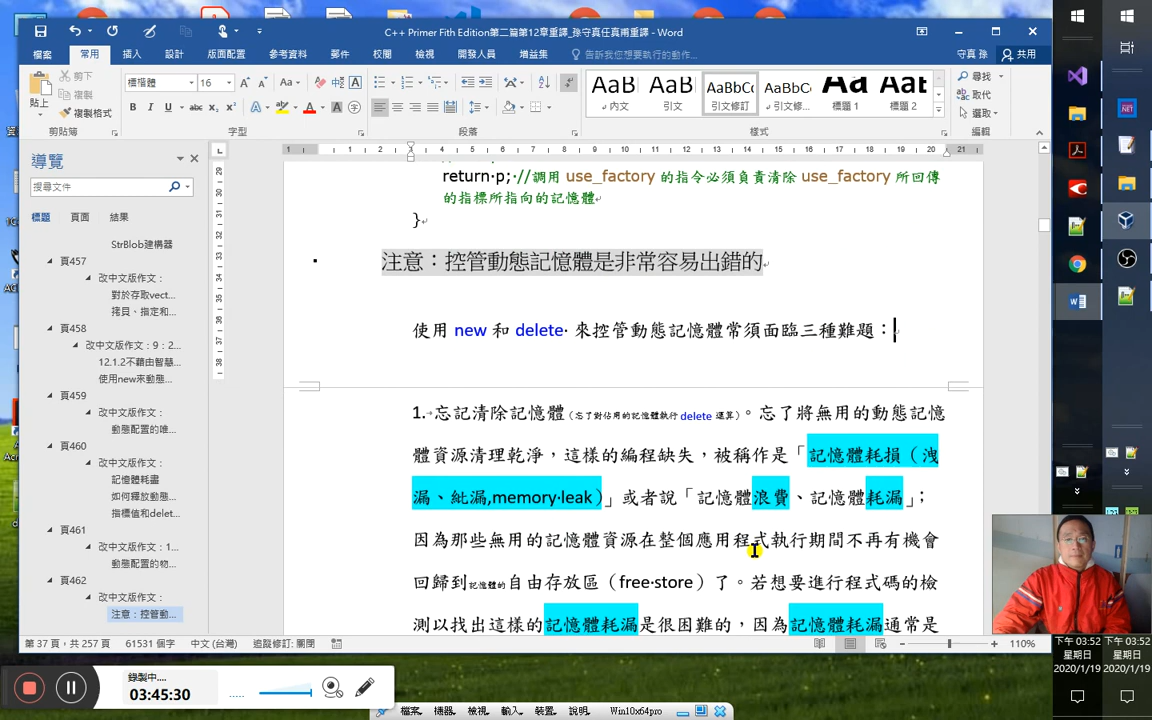 C++ Primer Fith Edition第二篇第12章重譯_孫守真任真甫重譯 - Word
檔案 常用 插入 設計 版面配置 參考資料 郵件 校閱 檢視 開發人員 增益集 告訴我您想要執行的動作... 守真 孫 共用
貼上 剪下 複製 複製格式 剪貼簿
標楷體 16 字型
段落
AaB 內文
AaB 引文
AaBbCc 引文修訂
AaBbCc 引文修...
Aa 標題 1
Aat 標題 2
樣式
尋找 取代 選取 編輯
導覽
搜尋文件
標題 頁面 結果
StrBlob建構器
頁457
改中文版作文：
對於存取vect...
拷貝、指定和...
頁458
改中文版作文：9：2...
12.1.2不藉由智慧...
使用new來動態...
頁459
改中文版作文：
動態配置的唯...
頁460
改中文版作文：
記憶體耗盡
如何釋放動態...
指標值和delet...
頁461
改中文版作文：1...
動態配置的物...
頁462
改中文版作文：
注意：控管動...
return·p; //調用 use_factory 的指令必須負責清除 use_factory 所回傳
的指標所指向的記憶體
}
注意：控管動態記憶體是非常容易出錯的
使用 new 和 delete· 來控管動態記憶體常須面臨三種難題：
1. 忘記清除記憶體（忘了對佔用的記憶體執行 delete 運算）。忘了將無用的動態記憶
體資源清理乾淨，這樣的編程缺失，被稱作是「記憶體耗損（洩
漏、紕漏,memory·leak）」或者說「記憶體浪費、記憶體耗漏」；
因為那些無用的記憶體資源在整個應用程式執行期間不再有機會
回歸到記憶體的自由存放區（free·store）了。若想要進行程式碼的檢
測以找出這樣的記憶體耗漏是很困難的，因為記憶體耗漏通常是
第 37 頁，共 257 頁 61531 個字 中文 (台灣) 追蹤修訂: 關閉 110%
錄製中....
03:45:30
檔案 機器 檢視 輸入 裝置 說明 Win10x64pro
下午 03:52 下午 03:52
星期日 星期日
2020/1/19 2020/1/19